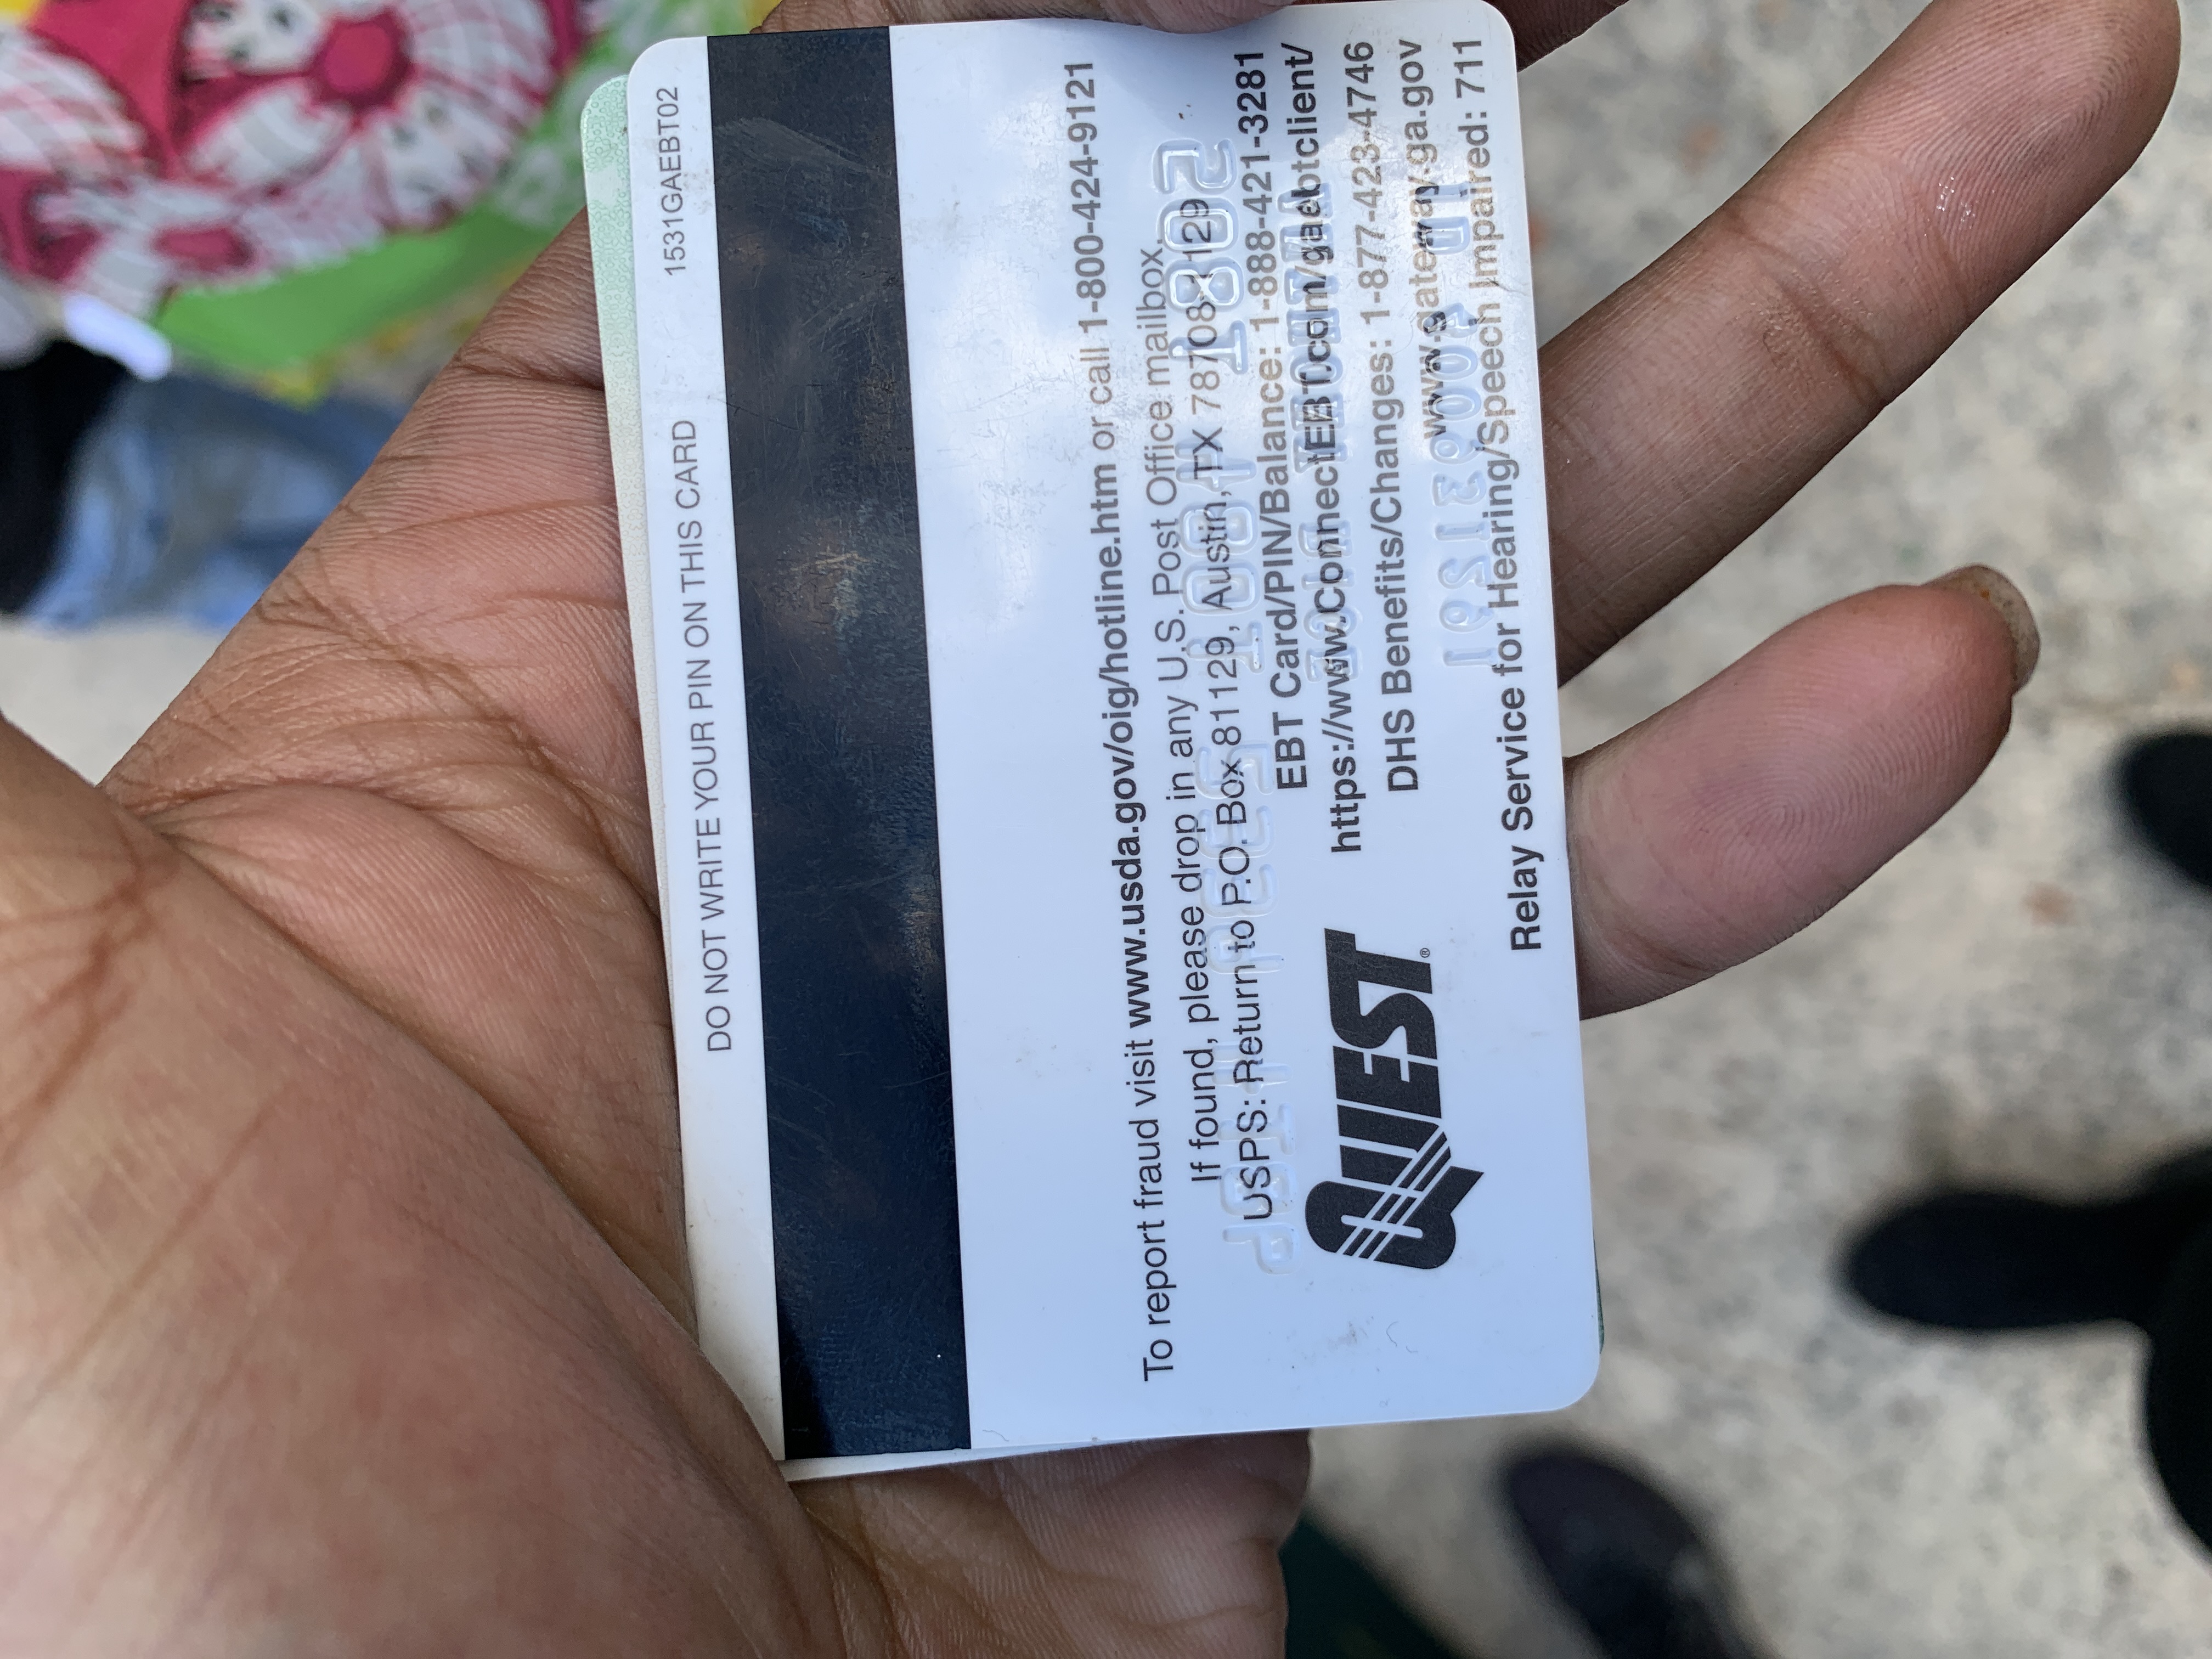 DO NOT WRITE YOUR PIN ON THIS CARD 1531GAEBT02
To report fraud visit www.usda.gov/oig/hotline.htm or call 1-800-424-9121
If found, please drop in any U.S. Post Office mailbox.
USPS: Return to P.O. Box 81129, Austin, TX 78708-1129
EBT Card/PIN/Balance: 1-888-421-3281
https://www.ConnectEBT.com/gaebtclient/
DHS Benefits/Changes: 1-877-423-4746
www.gateway.ga.gov
Relay Service for Hearing/Speech Impaired: 711
QUEST®